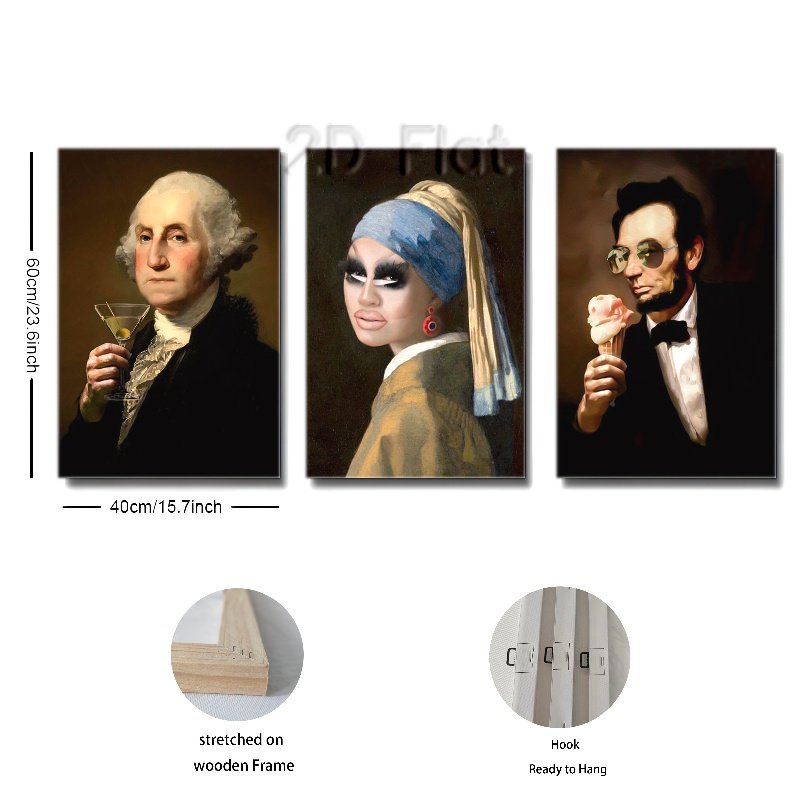 2D Flat
60cm/23.6inch
40cm/15.7inch
stretched on
wooden Frame
Hook
Ready to Hang